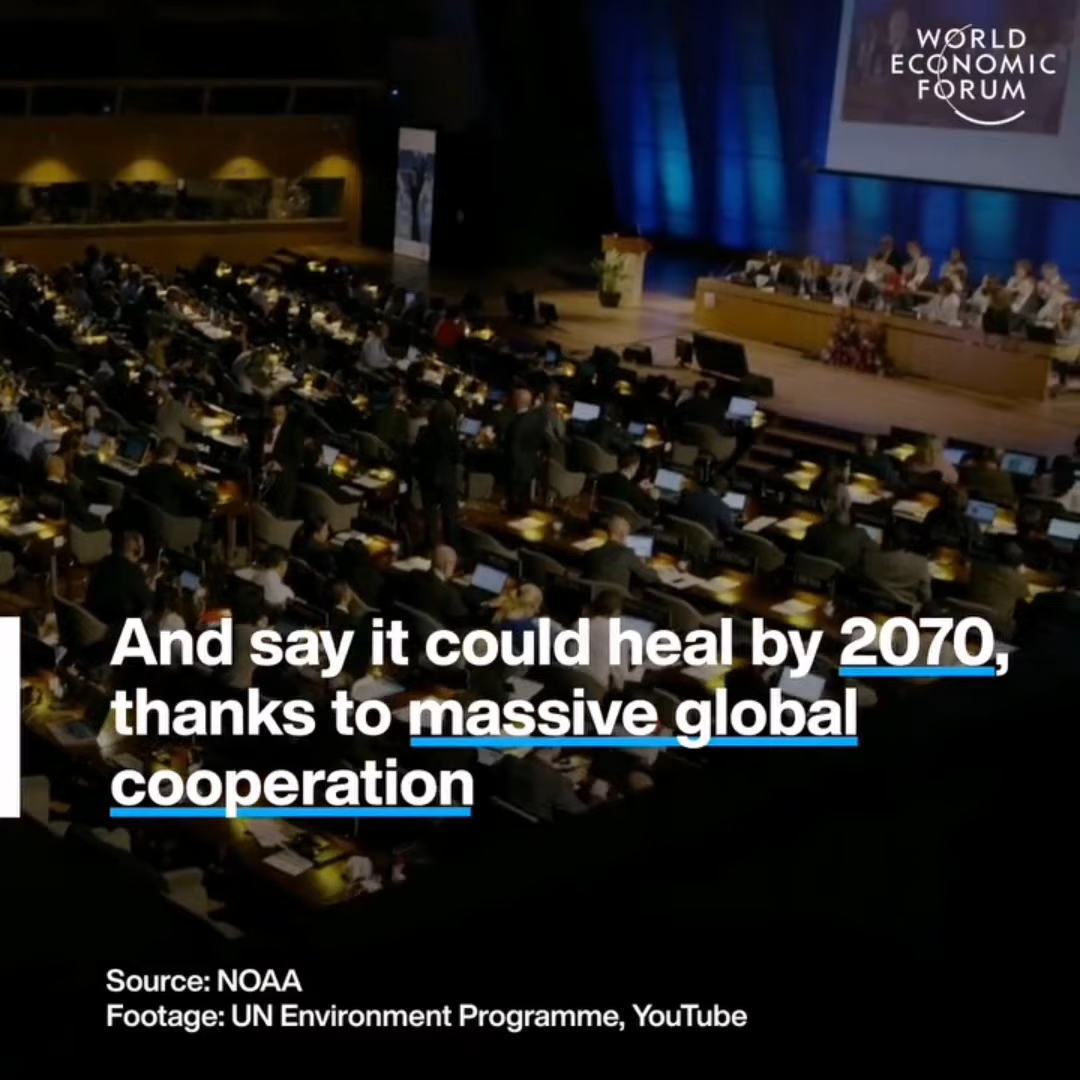 WORLD
ECONOMIC
FORUM
And say it could heal by 2070,
thanks to massive global
cooperation
Source: NOAA
Footage: UN Environment Programme, YouTube